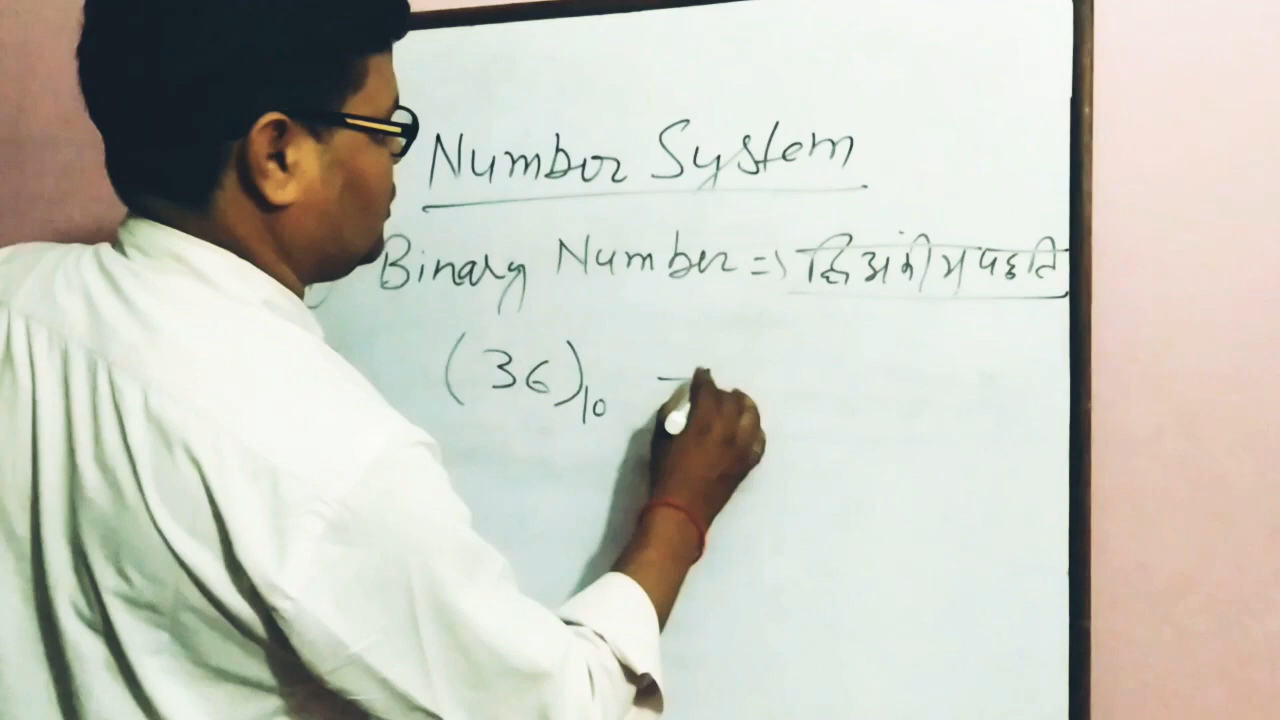 Number System
Binary Number => द्विअंकीय पद्धति
(36)₁₀ —